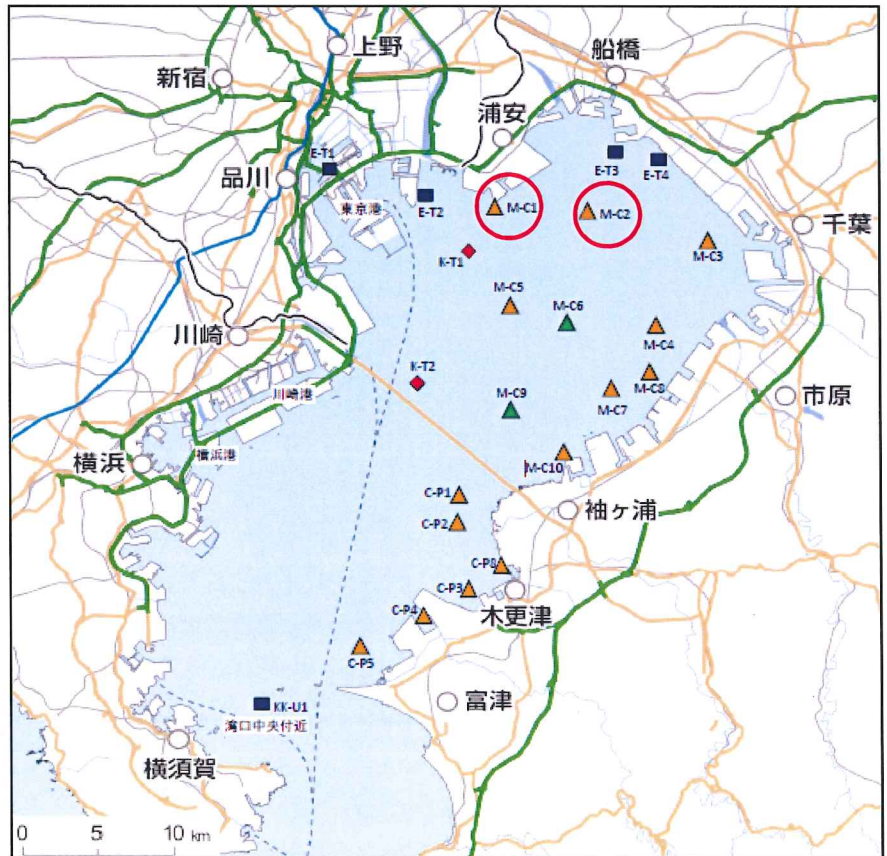 上野
船橋
新宿
浦安
E-T1
E-T3
E-T4
品川
東京港
E-T2
M-C1
M-C2
千葉
M-C3
K-T1
M-C5
M-C6
川崎
M-C4
K-T2
M-C8
川崎港
M-C9
M-C7
市原
横浜
横浜港
M-C10
C-P1
袖ヶ浦
C-P2
C-P8
C-P3
木更津
C-P4
C-P5
富津
KK-U1
湾口中央付近
横須賀
0 5 10 km